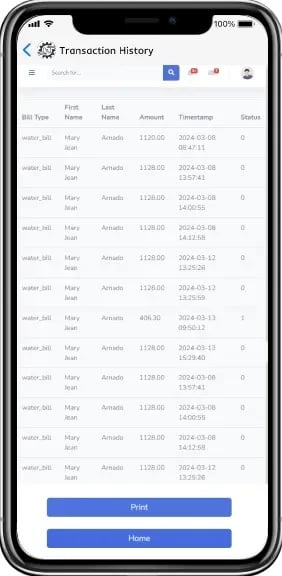 100%
Transaction History
Search for...
First Last
Bill Type Name Name Amount Timestamp Status
water_bill Mary Jean Amado 1120.00 2024-03-08 08:47:11 0
water_bill Mary Jean Amado 1128.00 2024-03-08 13:57:41 0
water_bill Mary Jean Amado 1128.00 2024-03-08 14:00:55 0
water_bill Mary Jean Amado 1128.00 2024-03-08 14:12:58 0
water_bill Mary Jean Amado 1128.00 2024-03-12 13:25:26 0
water_bill Mary Jean Amado 1128.00 2024-03-12 13:25:59 0
water_bill Mary Jean Amado 406.30 2024-03-13 09:50:12 1
water_bill Mary Jean Amado 1128.00 2024-03-13 15:29:40 0
water_bill Mary Jean Amado 1128.00 2024-03-08 13:57:41 0
water_bill Mary Jean Amado 1128.00 2024-03-08 14:00:55 0
water_bill Mary Jean Amado 1128.00 2024-03-08 14:12:58 0
water_bill Mary Jean Amado 1128.00 2024-03-12 13:25:26 0
Print
Home